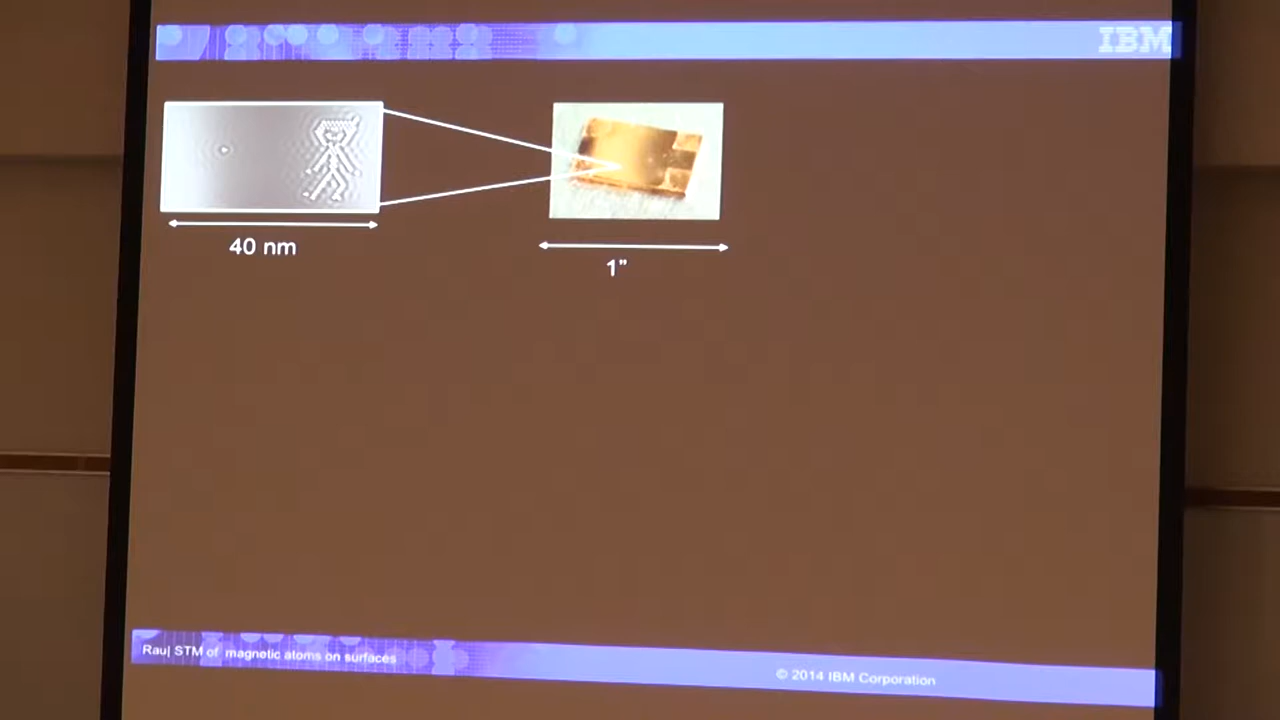 IBM
40 nm
1”
Rau| STM of magnetic atoms on surfaces
© 2014 IBM Corporation